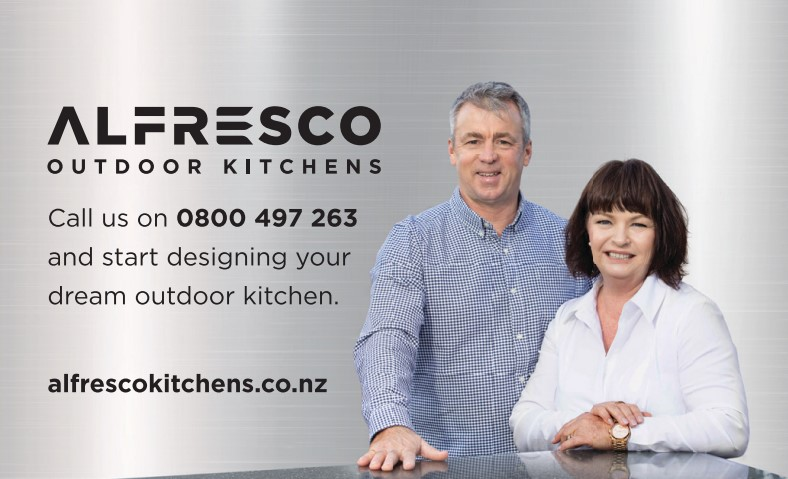 ALFRESCO
OUTDOOR KITCHENS
Call us on 0800 497 263
and start designing your
dream outdoor kitchen.
alfrescokitchens.co.nz